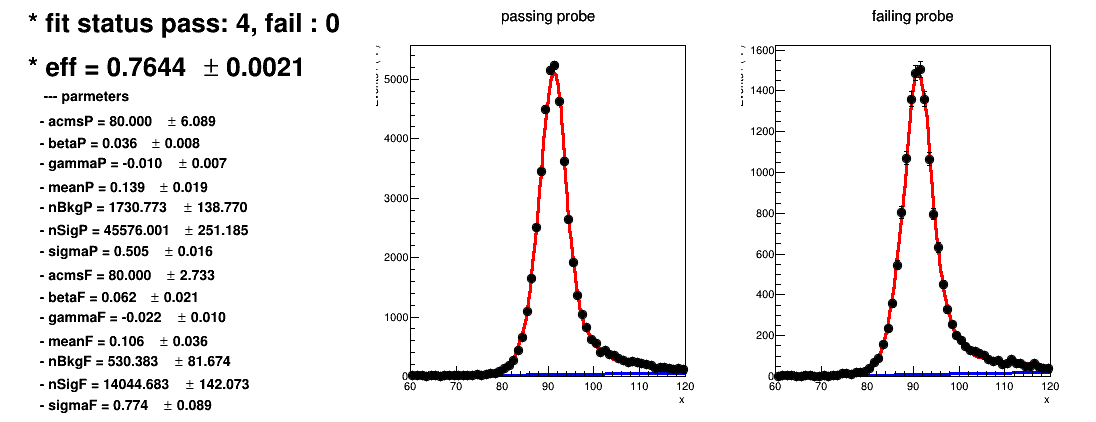 * fit status pass: 4, fail : 0
* eff = 0.7644 ± 0.0021
--- parmeters
- acmsP = 80.000 ± 6.089
- betaP = 0.036 ± 0.008
- gammaP = -0.010 ± 0.007
- meanP = 0.139 ± 0.019
- nBkgP = 1730.773 ± 138.770
- nSigP = 45576.001 ± 251.185
- sigmaP = 0.505 ± 0.016
- acmsF = 80.000 ± 2.733
- betaF = 0.062 ± 0.021
- gammaF = -0.022 ± 0.010
- meanF = 0.106 ± 0.036
- nBkgF = 530.383 ± 81.674
- nSigF = 14044.683 ± 142.073
- sigmaF = 0.774 ± 0.089
passing probe
5000
4000
3000
2000
1000
0
60 70 80 90 100 110 120
x
failing probe
1600
1400
1200
1000
800
600
400
200
0
60 70 80 90 100 110 120
x